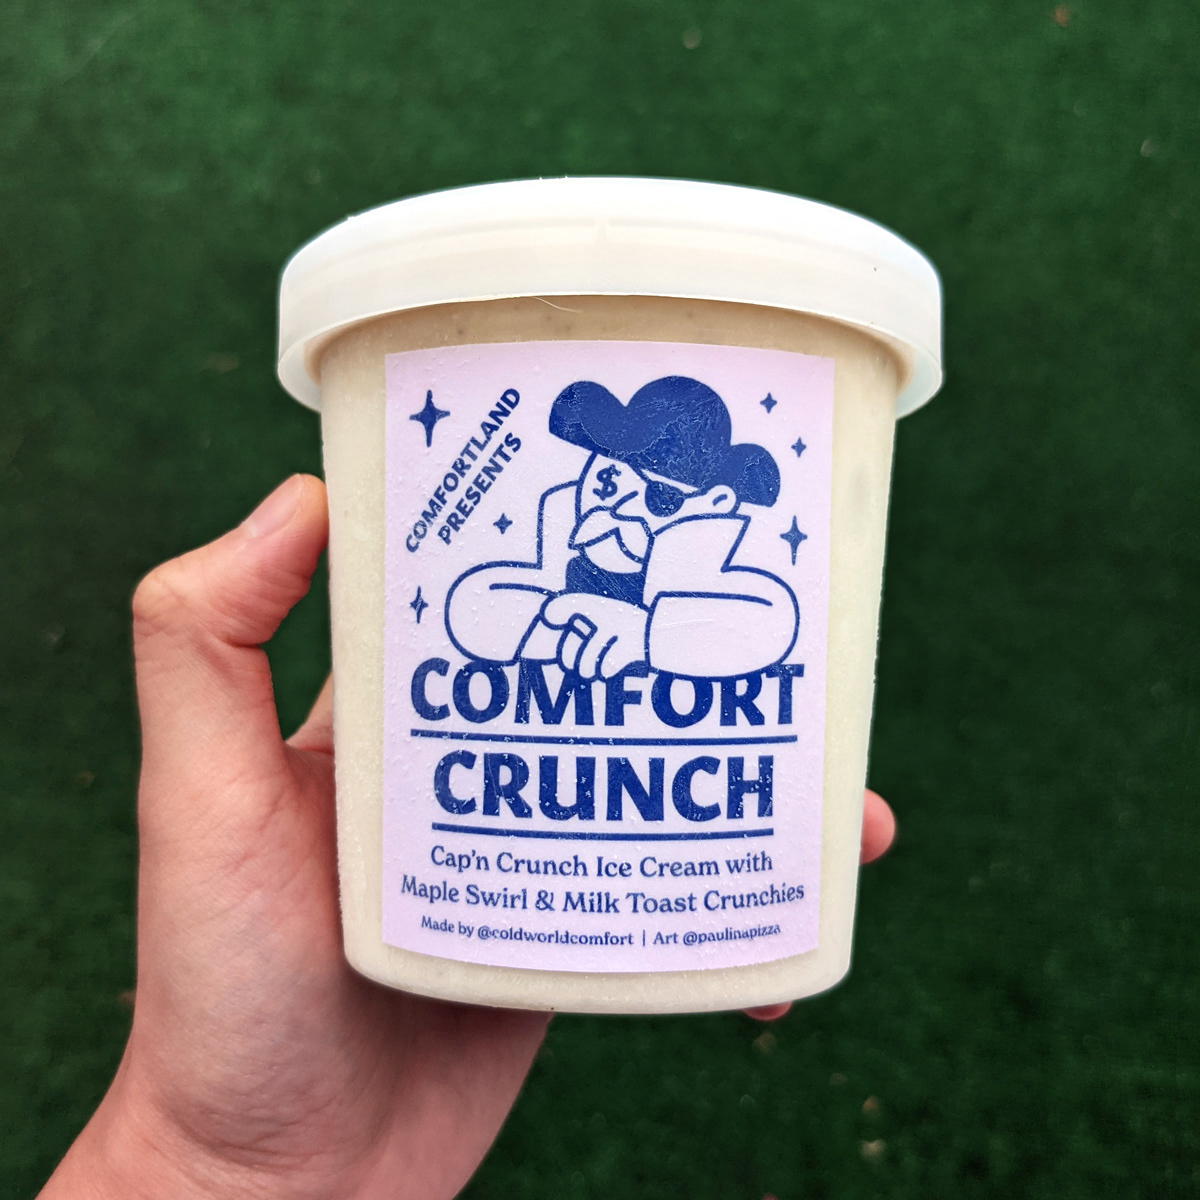 COMFORTLAND
PRESENTS
$
COMFORT
CRUNCH
Cap'n Crunch Ice Cream with
Maple Swirl & Milk Toast Crunchies
Made by @coldworldcomfort | Art @paulinapizza